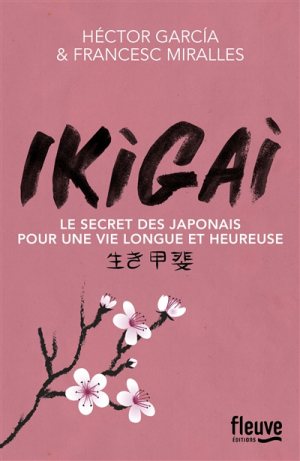 HÉCTOR GARCÍA
& FRANCESC MIRALLES
IKiGAi
LE SECRET DES JAPONAIS
POUR UNE VIE LONGUE ET HEUREUSE
生き甲斐
fleuve
ÉDITIONS